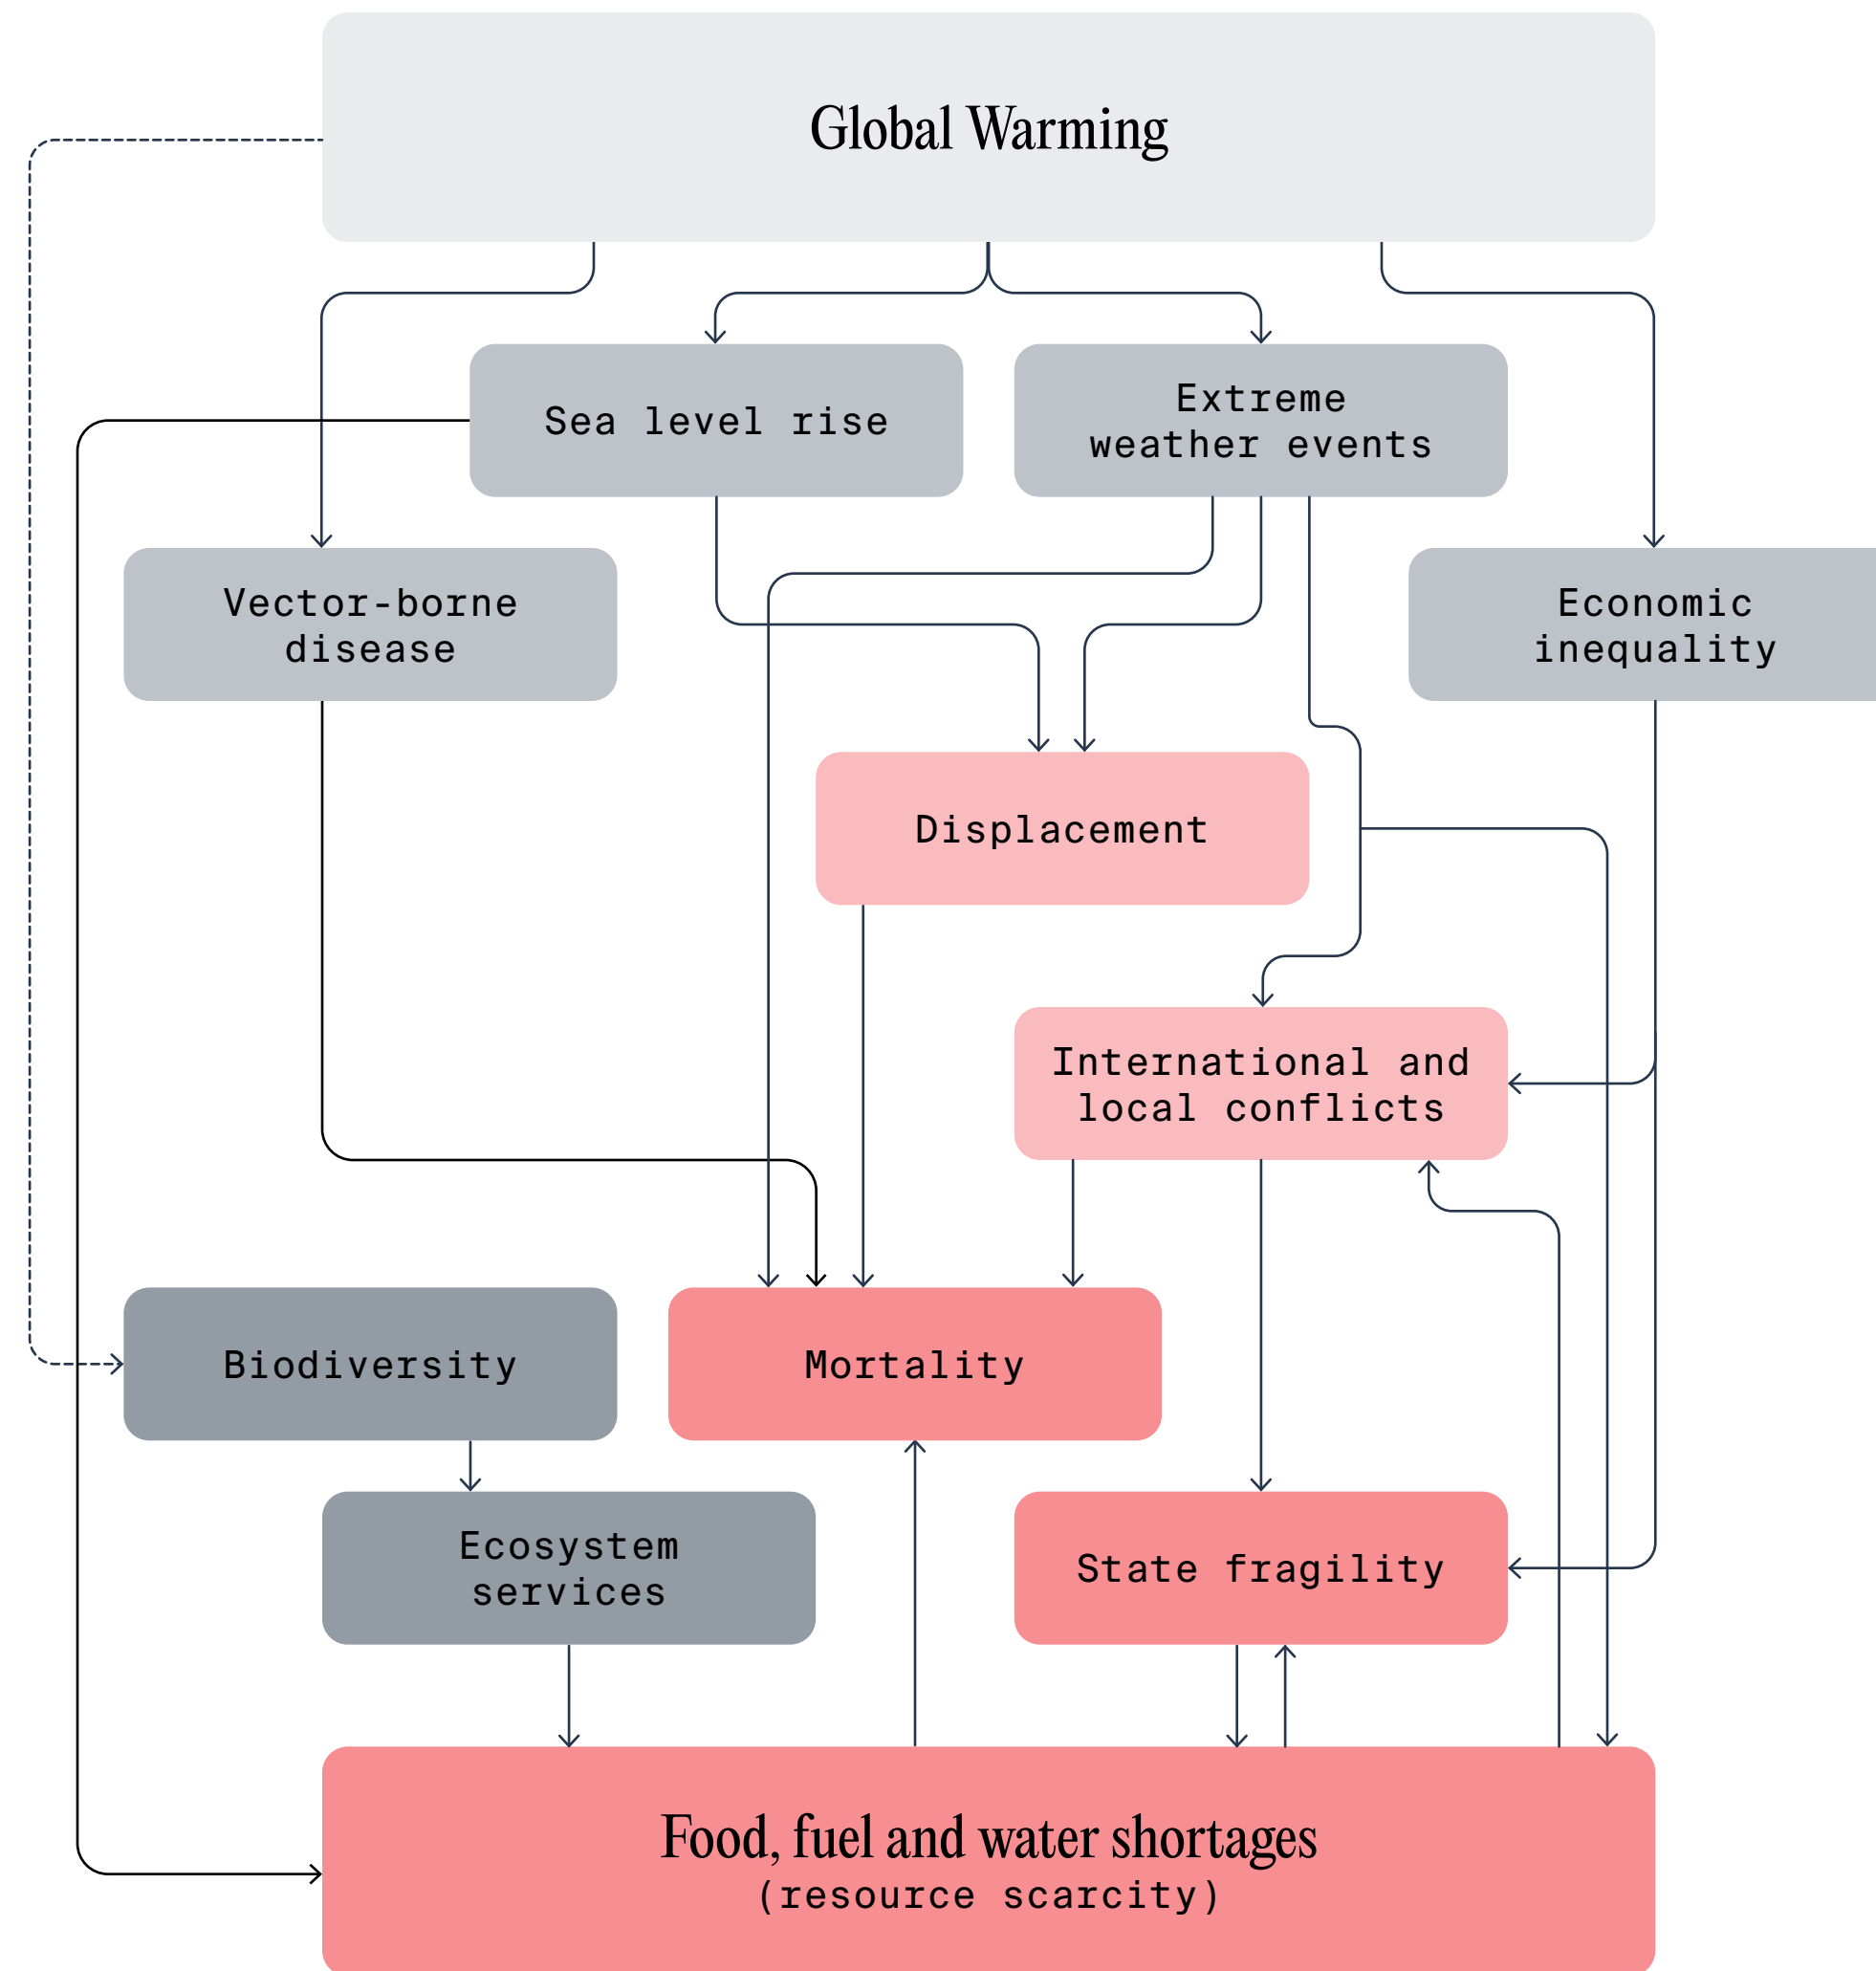 Global Warming
Sea level rise
Extreme
weather events
Vector-borne
disease
Economic
inequality
Displacement
International and
local conflicts
Biodiversity
Mortality
Ecosystem
services
State fragility
Food, fuel and water shortages
(resource scarcity)